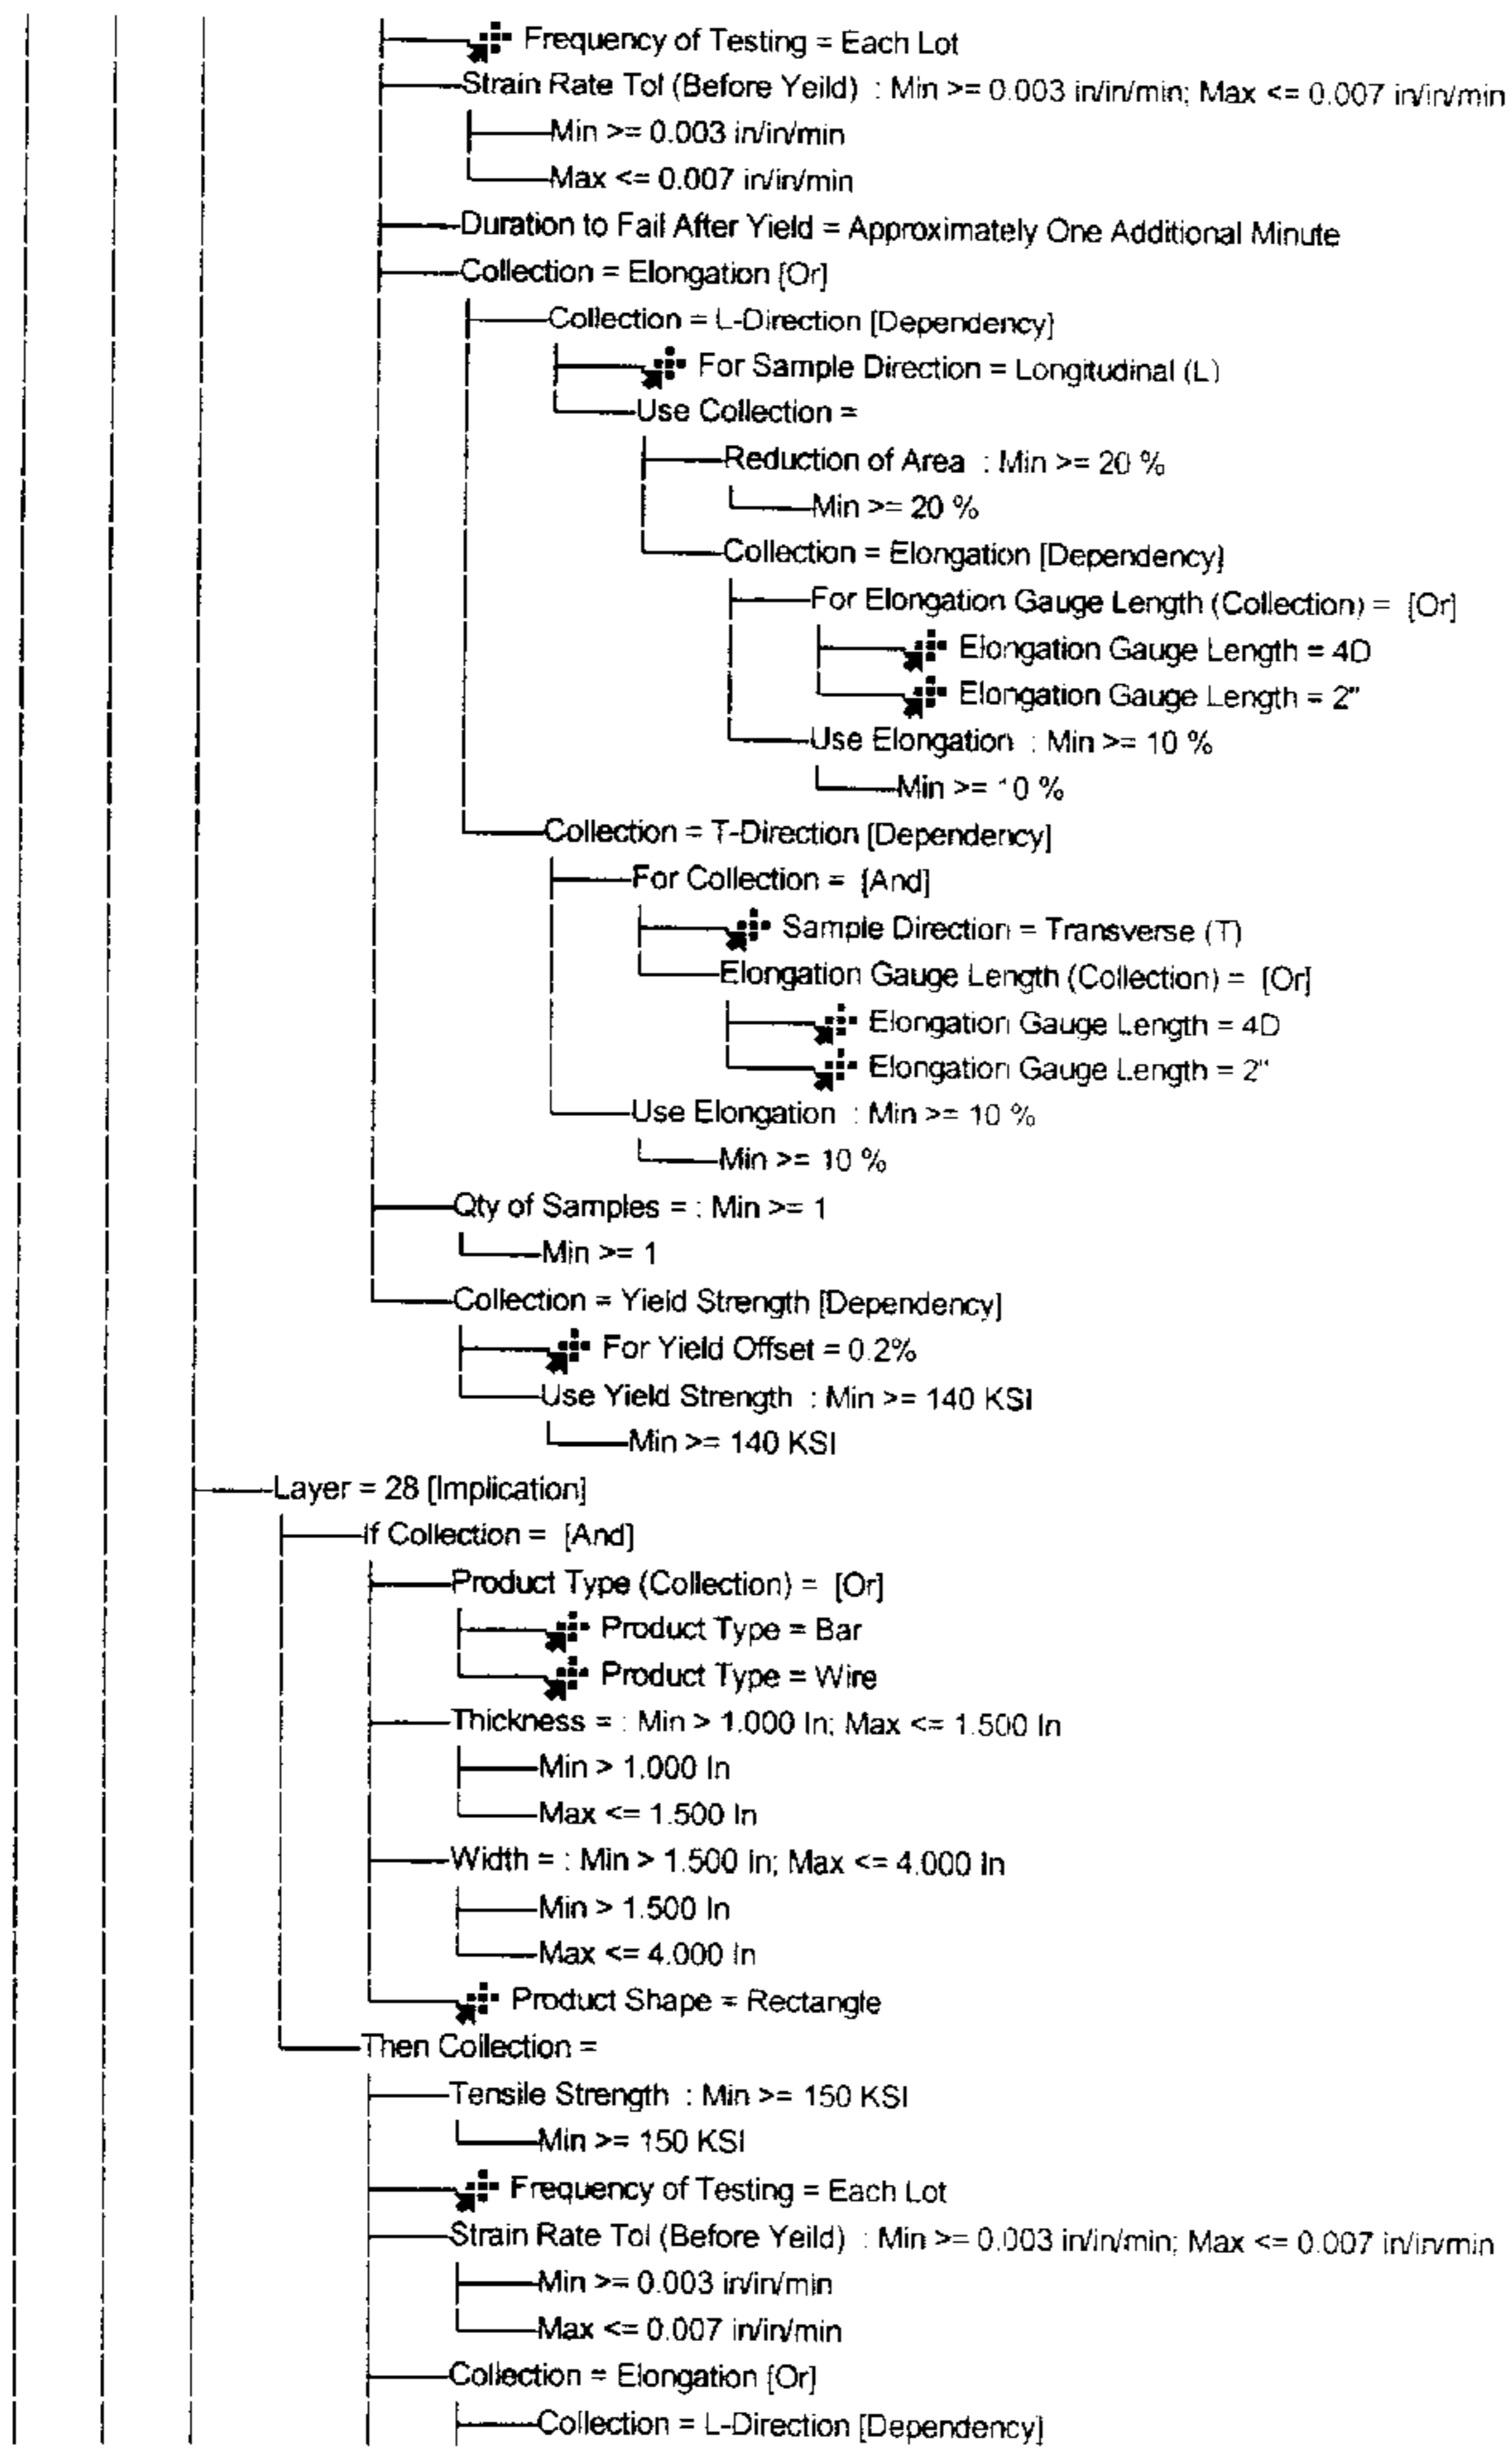 Frequency of Testing = Each Lot
Strain Rate Tol (Before Yeild) : Min >= 0.003 in/in/min; Max <= 0.007 in/in/min
Min >= 0.003 in/in/min
Max <= 0.007 in/in/min
Duration to Fail After Yield = Approximately One Additional Minute
Collection = Elongation [Or]
Collection = L-Direction [Dependency]
For Sample Direction = Longitudinal (L)
Use Collection =
Reduction of Area : Min >= 20 %
Min >= 20 %
Collection = Elongation [Dependency]
For Elongation Gauge Length (Collection) = [Or]
Elongation Gauge Length = 4D
Elongation Gauge Length = 2"
Use Elongation : Min >= 10 %
Min >= 10 %
Collection = T-Direction [Dependency]
For Collection = [And]
Sample Direction = Transverse (T)
Elongation Gauge Length (Collection) = [Or]
Elongation Gauge Length = 4D
Elongation Gauge Length = 2"
Use Elongation : Min >= 10 %
Min >= 10 %
Qty of Samples = : Min >= 1
Min >= 1
Collection = Yield Strength [Dependency]
For Yield Offset = 0.2%
Use Yield Strength : Min >= 140 KSI
Min >= 140 KSI
Layer = 28 [Implication]
If Collection = [And]
Product Type (Collection) = [Or]
Product Type = Bar
Product Type = Wire
Thickness = : Min > 1.000 In; Max <= 1.500 In
Min > 1.000 In
Max <= 1.500 In
Width = : Min > 1.500 In; Max <= 4.000 In
Min > 1.500 In
Max <= 4.000 In
Product Shape = Rectangle
Then Collection =
Tensile Strength : Min >= 150 KSI
Min >= 150 KSI
Frequency of Testing = Each Lot
Strain Rate Tol (Before Yeild) : Min >= 0.003 in/in/min; Max <= 0.007 in/in/min
Min >= 0.003 in/in/min
Max <= 0.007 in/in/min
Collection = Elongation [Or]
Collection = L-Direction [Dependency]